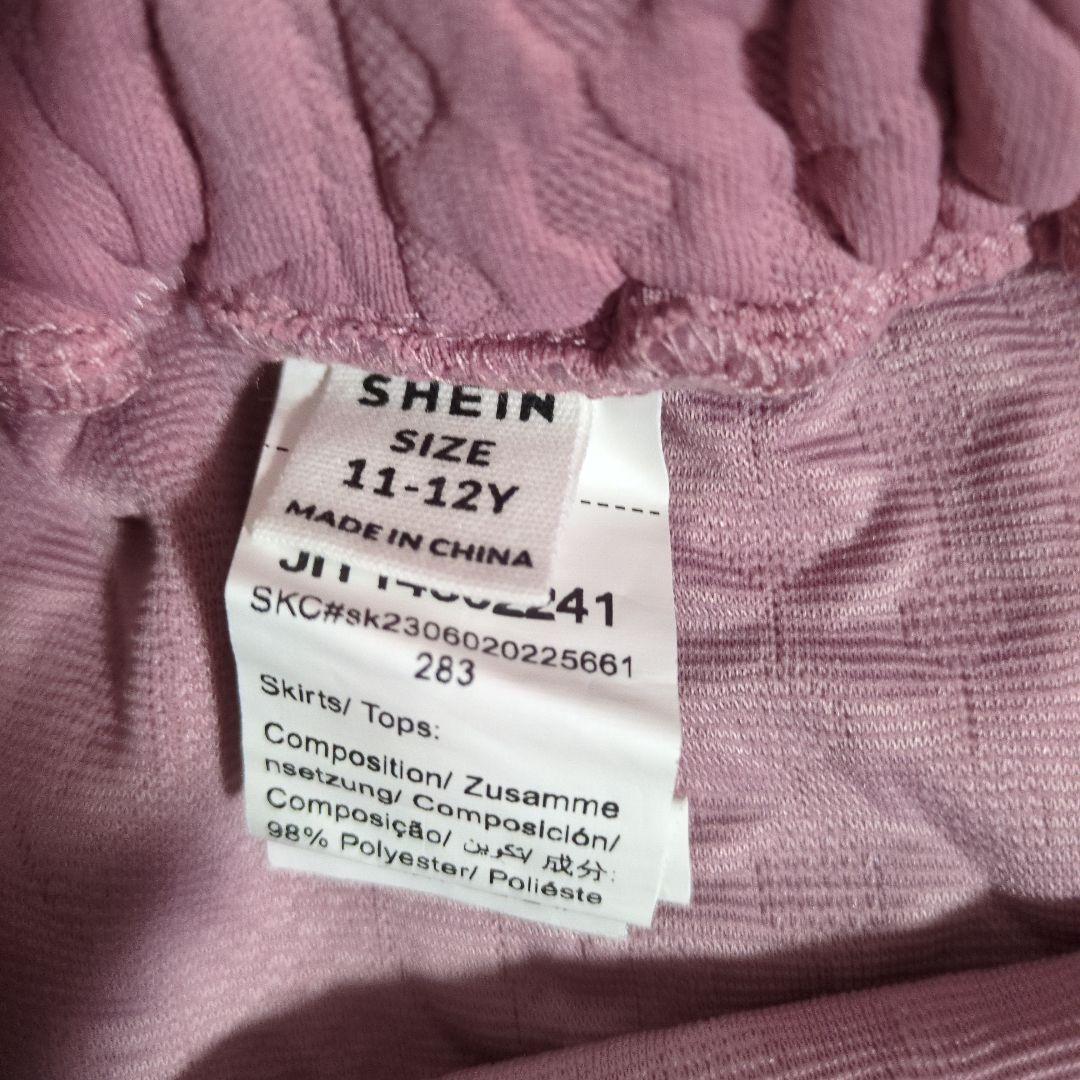 SHEIN
SIZE
11-12Y
MADE IN CHINA
SKC#sk2306020225661
283
Skirts/ Tops:
Composition/ Zusamme
nsetzung/ Composición/
Composição/ تكوين/ 成分:
98% Polyester/ Poliéste